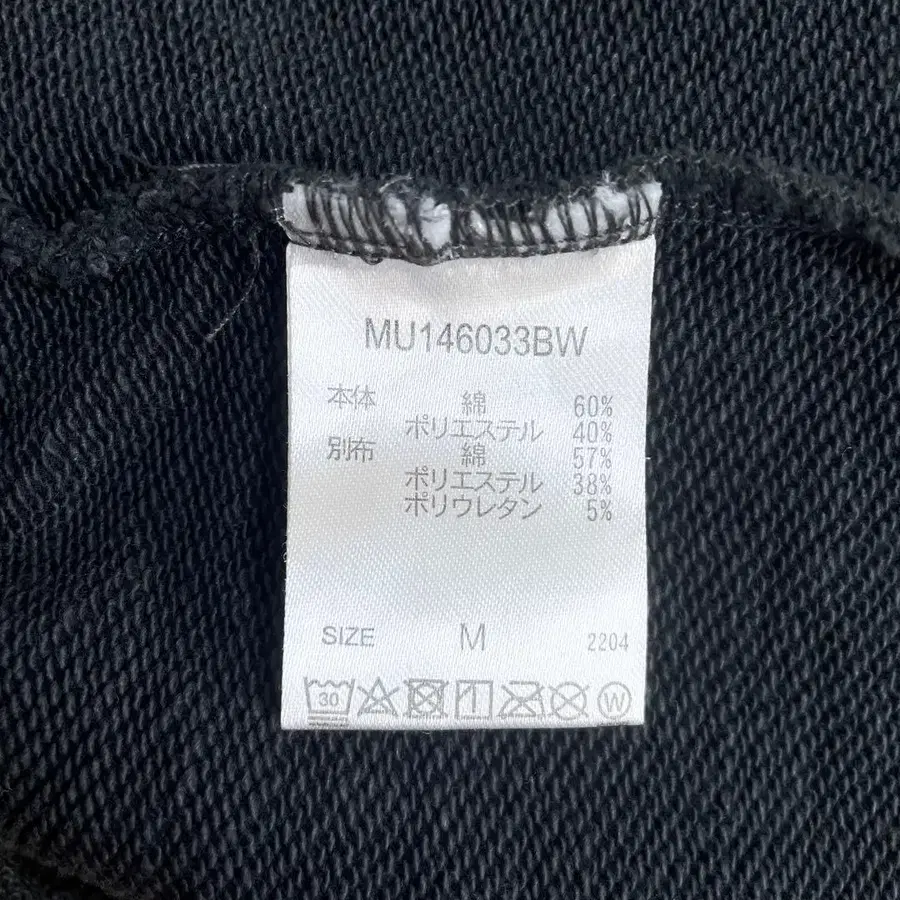 MU146033BW
本体 綿 60%
ポリエステル 40%
別布 綿 57%
ポリエステル 38%
ポリウレタン 5%
SIZE M 2204
30 W